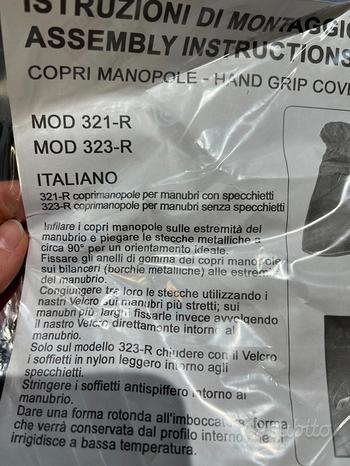 ISTRUZIONI DI MONTAGGIO
ASSEMBLY INSTRUCTIONS
COPRI MANOPOLE - HAND GRIP COVE
MOD 321-R
MOD 323-R
ITALIANO
321-R coprimanopole per manubri con specchietti
323-R coprimanopole per manubri senza specchietti
Infilare i copri manopole sulle estremità del
manubrio e piegare le stecche metalliche a
circa 90° per un orientamento ideale.
Fissare gli anelli di gomma dei copri manopole
sui bilanceri (borchie metalliche) alle estremità
del manubrio.
Congiungere tra loro le stecche utilizzando i
nastri Velcro sui manubri più stretti; sui
manubri più larghi fissarle invece avvolgendo
il nastro Velcro direttamente intorno al
manubrio.
Solo sul modello 323-R chiudere con il Velcro
i soffietti in nylon leggero intorno agli
specchietti.
Stringere i soffietti antispiffero intorno al
manubrio.
Dare una forma rotonda all'imboccatura, forma
che verrà conservata dal profilo interno che si
irrigidisce a bassa temperatura.
subito